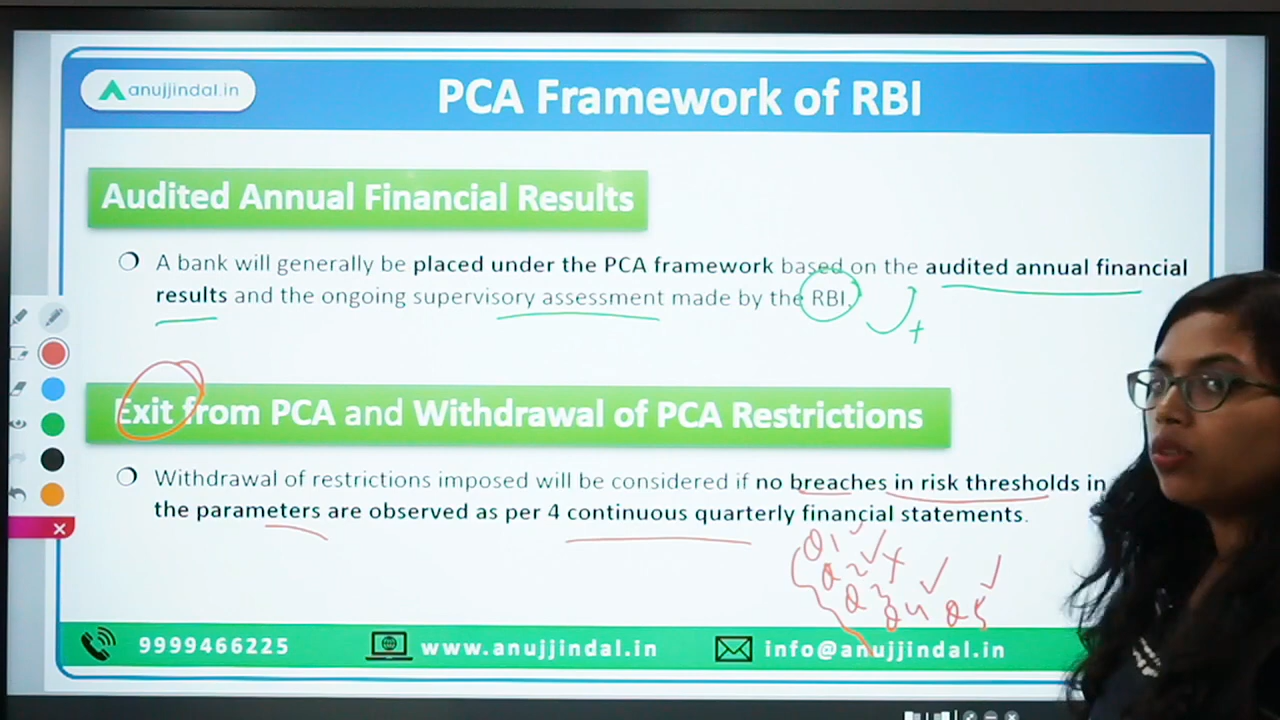 anujjindal.in
PCA Framework of RBI
Audited Annual Financial Results
A bank will generally be placed under the PCA framework based on the audited annual financial
results and the ongoing supervisory assessment made by the RBI.
+
Exit from PCA and Withdrawal of PCA Restrictions
Withdrawal of restrictions imposed will be considered if no breaches in risk thresholds in
the parameters are observed as per 4 continuous quarterly financial statements.
Q1
Q2
Q3 Q4 Q5
9999466225 www.anujjindal.in info@anujjindal.in